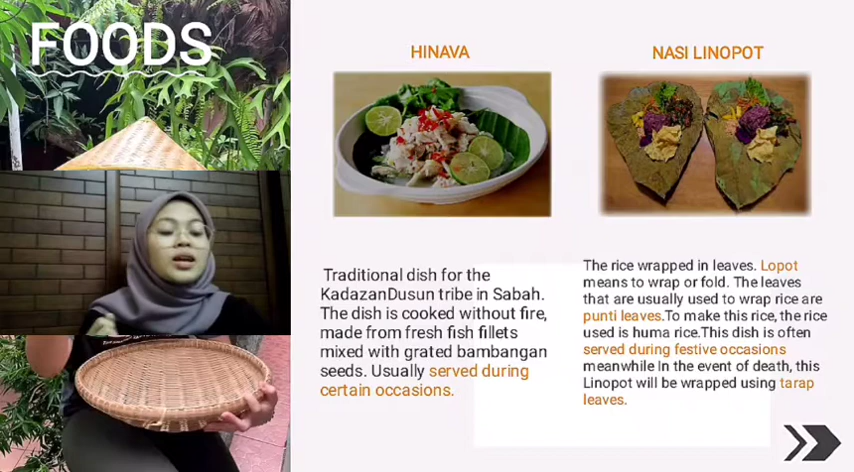 FOODS
HINAVA
NASI LINOPOT
Traditional dish for the
KadazanDusun tribe in Sabah.
The dish is cooked without fire,
made from fresh fish fillets
mixed with grated bambangan
seeds. Usually served during
certain occasions.
The rice wrapped in leaves. Lopot
means to wrap or fold. The leaves
that are usually used to wrap rice are
punti leaves.To make this rice, the rice
used is huma rice.This dish is often
served during festive occasions
meanwhile In the event of death, this
Linopot will be wrapped using tarap
leaves.